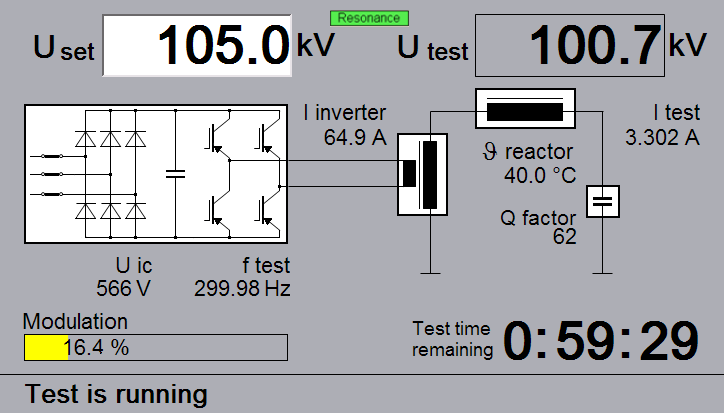 Resonance
U set 105.0 kV
U test 100.7 kV
I inverter
64.9 A
I test
3.302 A
ϑ reactor
40.0 °C
Q factor
62
U ic
566 V
f test
299.98 Hz
Modulation
16.4 %
Test time
remaining
0:59:29
Test is running